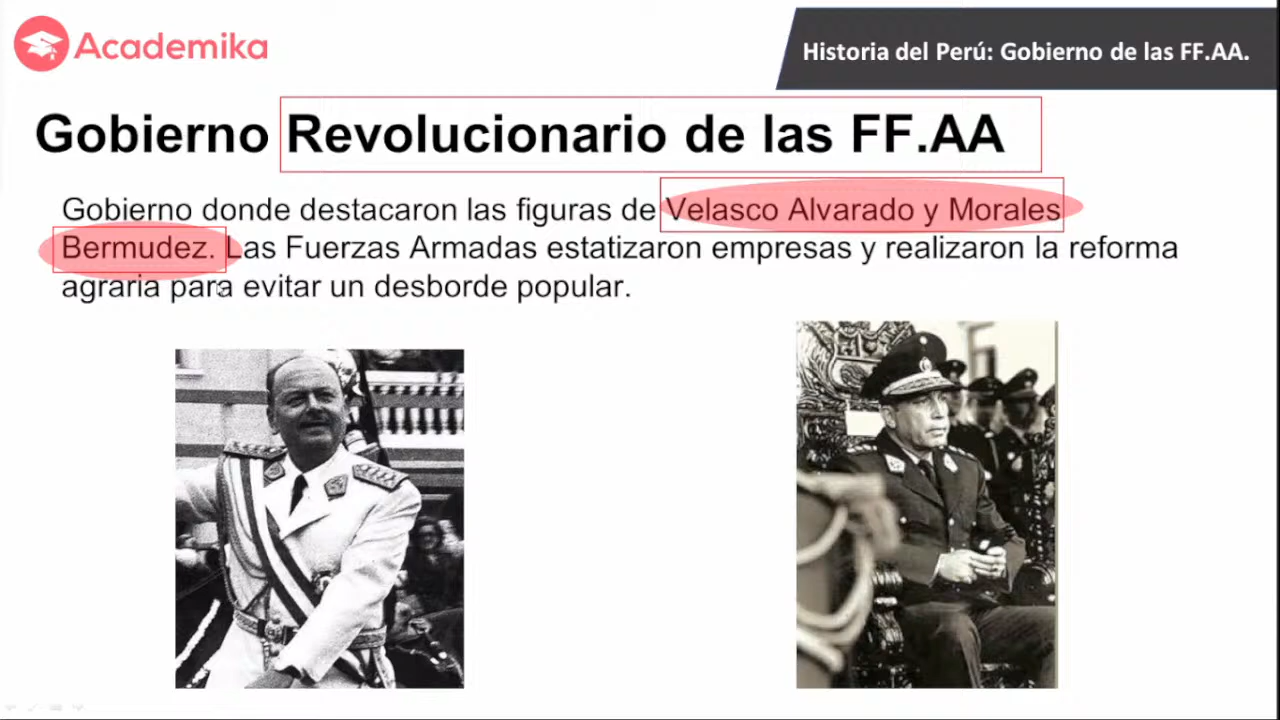 Academika
Historia del Perú: Gobierno de las FF.AA.
Gobierno Revolucionario de las FF.AA
Gobierno donde destacaron las figuras de Velasco Alvarado y Morales
Bermudez. Las Fuerzas Armadas estatizaron empresas y realizaron la reforma
agraria para evitar un desborde popular.